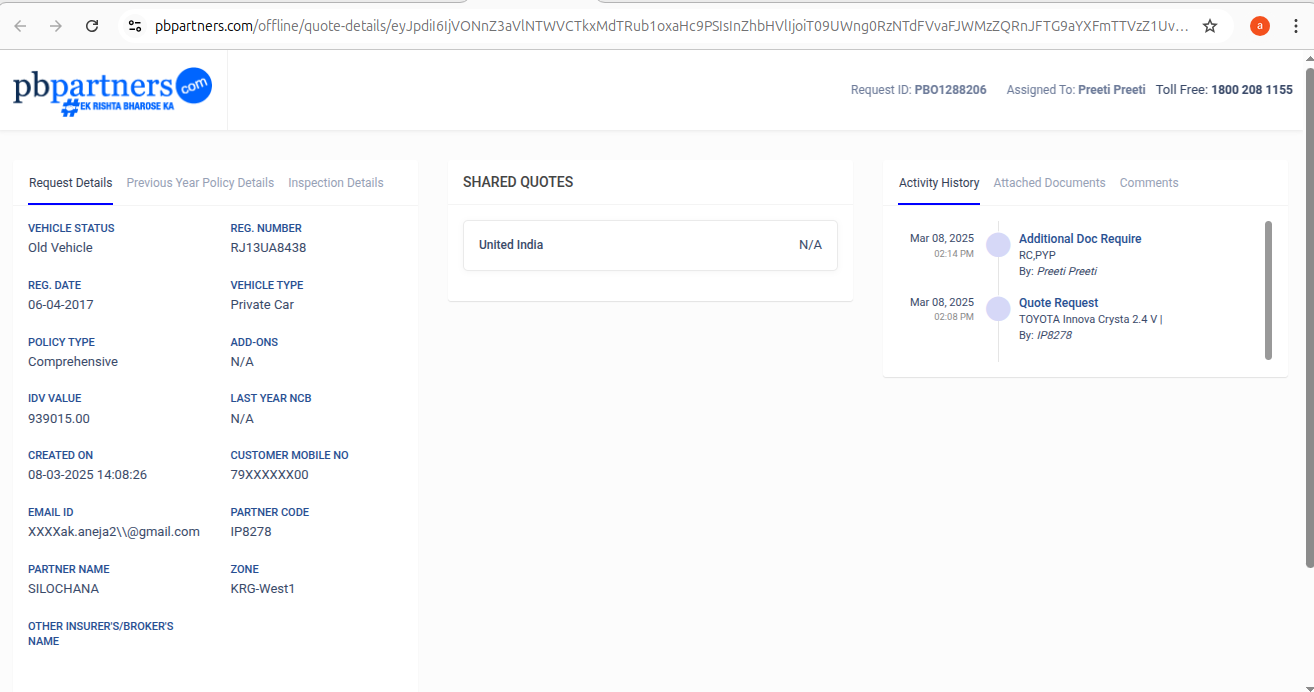 pbpartners.com/offline/quote-details/eyJpdiI6IjVONnZ3aVlNTWVCTkxMdTRub1oxaHc9PSIsInZhbHVlIjoiT09UWng0RzNTdFVvaFJWMzZQRnJFTG9aYXFmTTVzZ1Uv...
a
pbpartners com
#EK RISHTA BHAROSE KA
Request ID: PBO1288206 Assigned To: Preeti Preeti Toll Free: 1800 208 1155
Request Details Previous Year Policy Details Inspection Details
VEHICLE STATUS REG. NUMBER
Old Vehicle RJ13UA8438
REG. DATE VEHICLE TYPE
06-04-2017 Private Car
POLICY TYPE ADD-ONS
Comprehensive N/A
IDV VALUE LAST YEAR NCB
939015.00 N/A
CREATED ON CUSTOMER MOBILE NO
08-03-2025 14:08:26 79XXXXXX00
EMAIL ID PARTNER CODE
XXXXak.aneja2\\@gmail.com IP8278
PARTNER NAME ZONE
SILOCHANA KRG-West1
OTHER INSURER'S/BROKER'S
NAME
SHARED QUOTES
United India N/A
Activity History Attached Documents Comments
Mar 08, 2025 Additional Doc Require
02:14 PM RC,PYP
By: Preeti Preeti
Mar 08, 2025 Quote Request
02:08 PM TOYOTA Innova Crysta 2.4 V |
By: IP8278